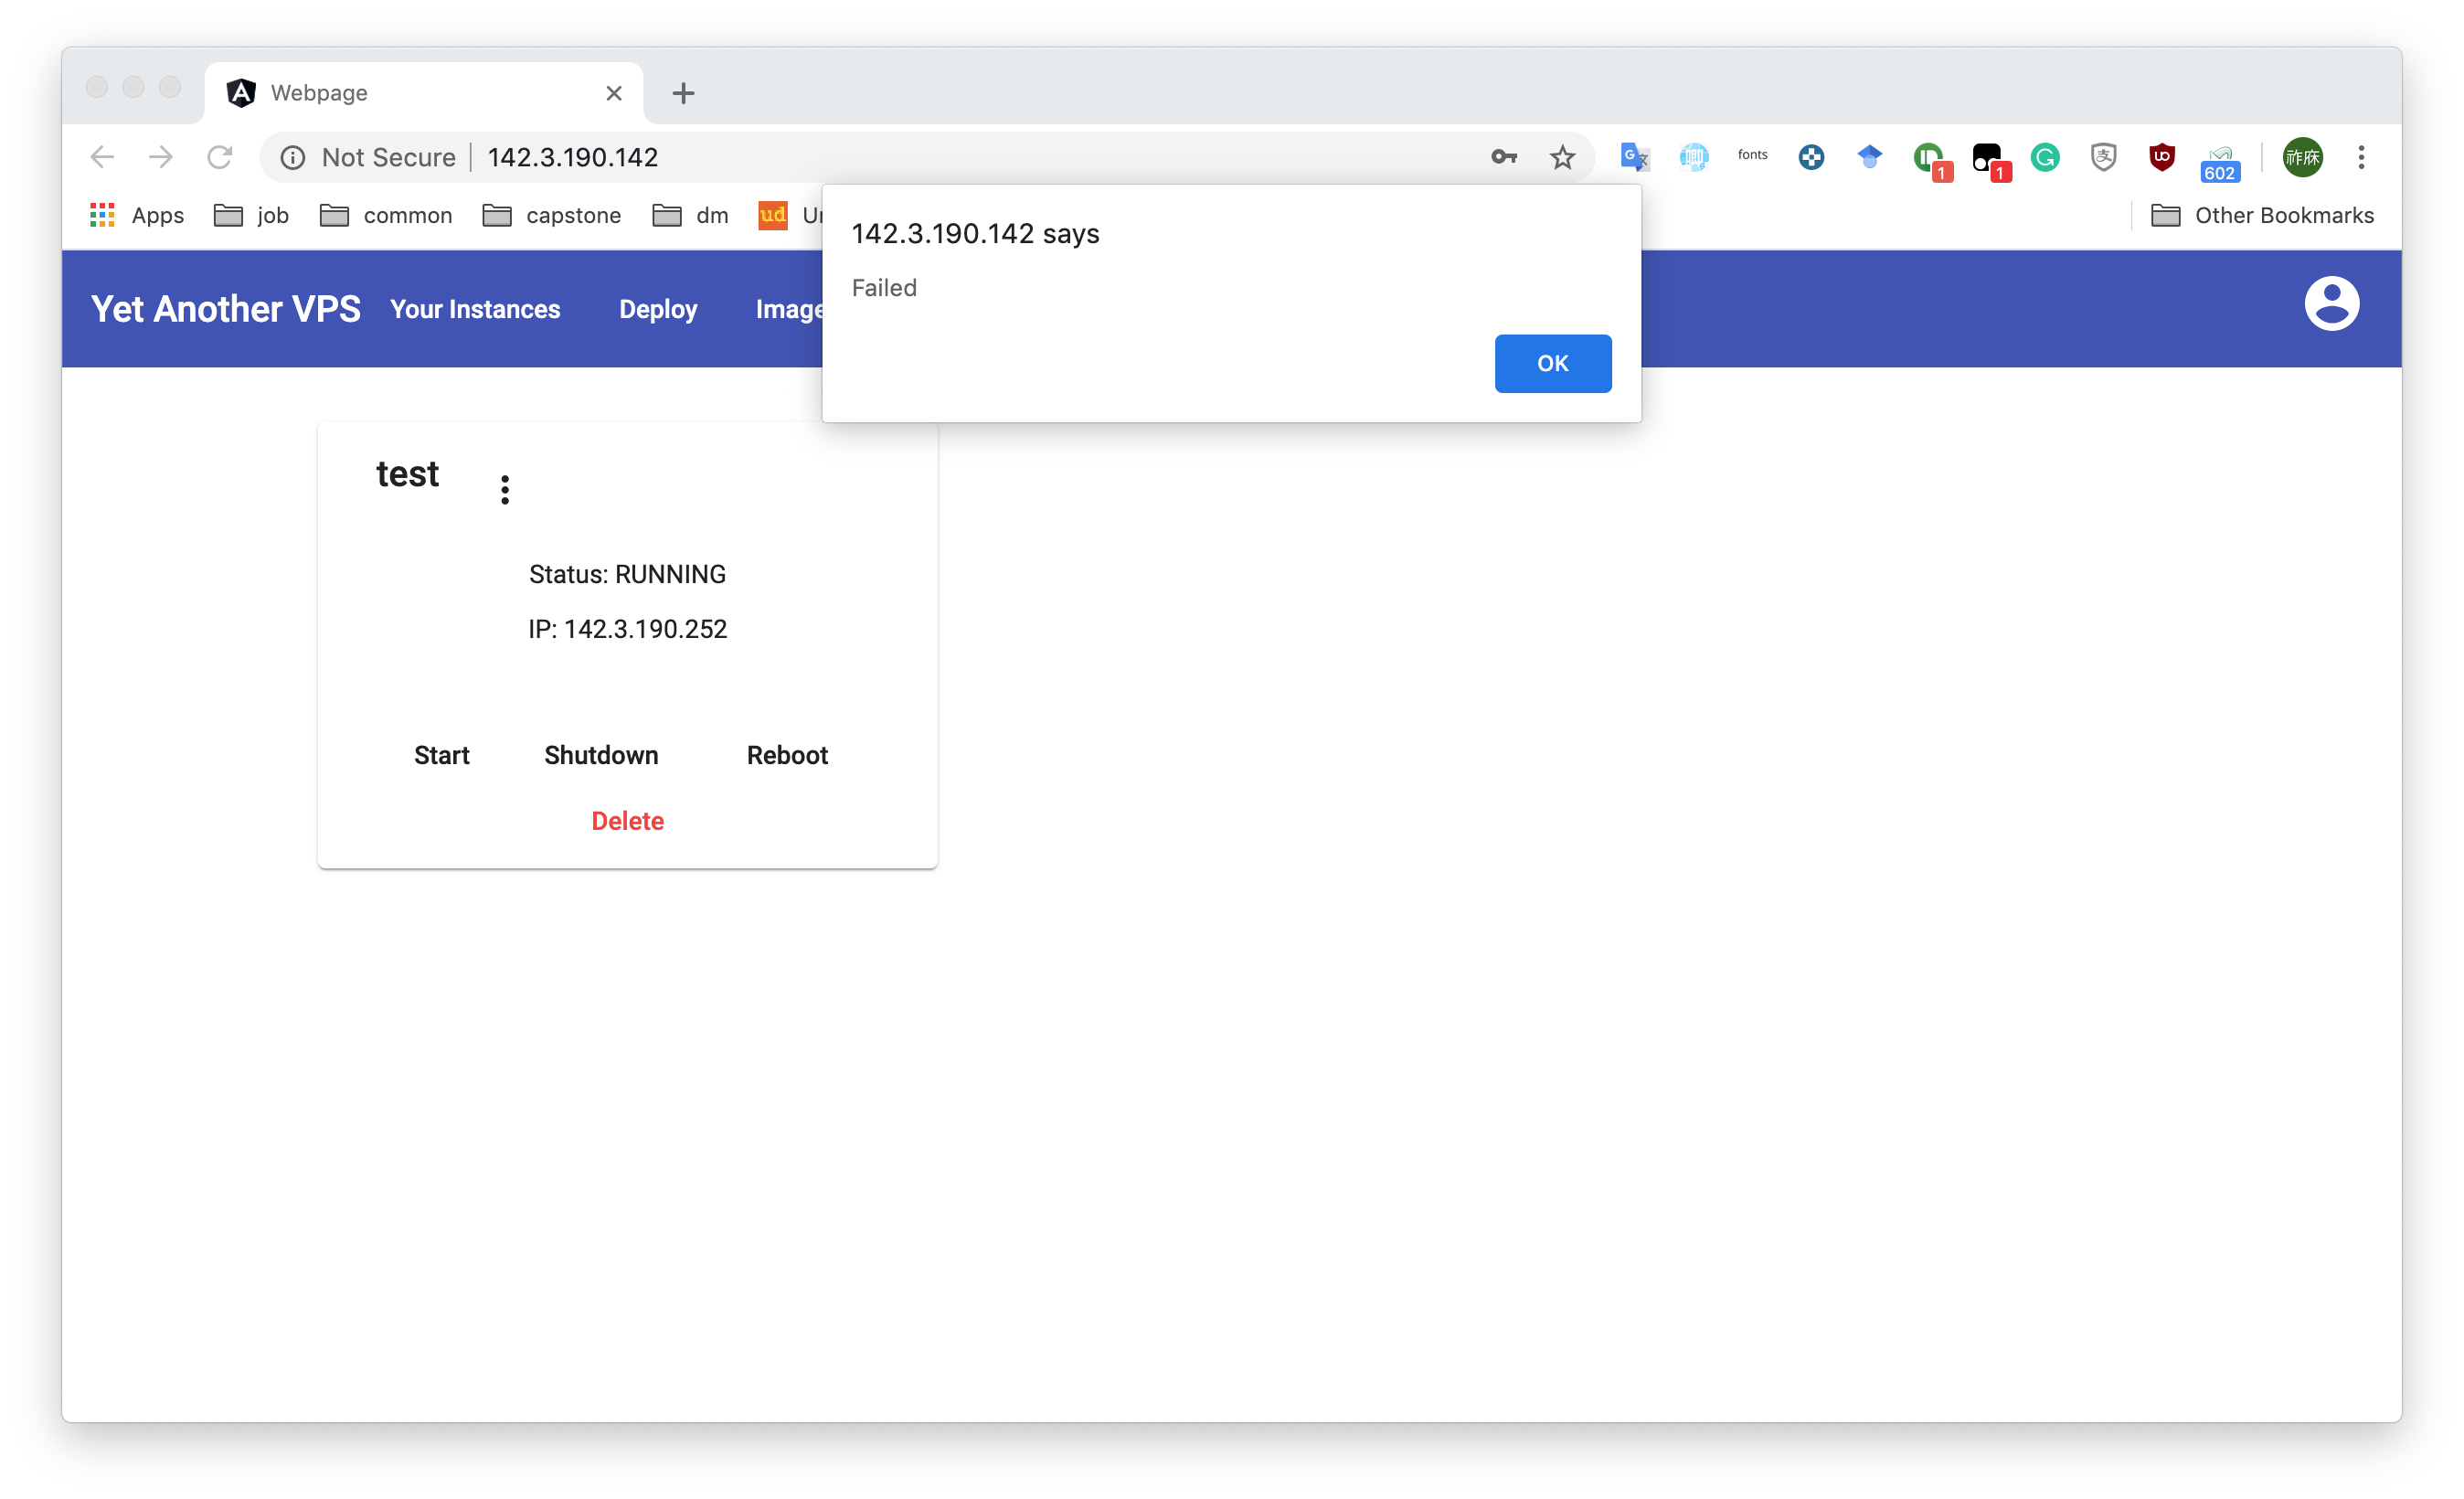 Webpage
Not Secure 142.3.190.142
fonts
1
1
602
祚麻
Apps job common capstone dm ud Other Bookmarks
142.3.190.142 says
Failed
OK
Yet Another VPS Your Instances Deploy Image
test
Status: RUNNING
IP: 142.3.190.252
Start Shutdown Reboot
Delete